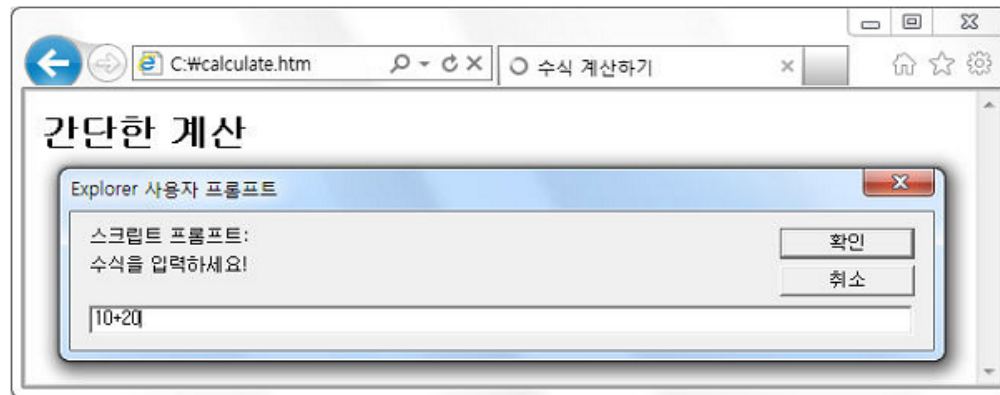 C:₩calculate.htm
수식 계산하기
간단한 계산
Explorer 사용자 프롬프트
스크립트 프롬프트:
수식을 입력하세요!
확인
취소
10+20